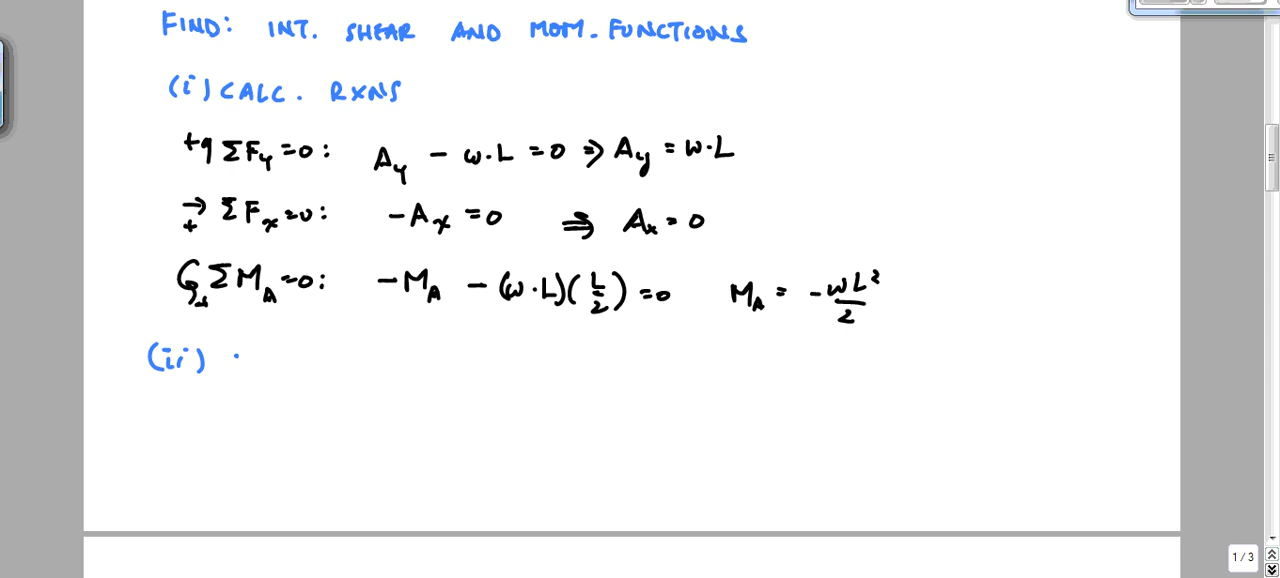 FIND: INT. SHEAR AND MOM. FUNCTIONS
(i) CALC. RXNS
+↑ ΣFy = 0: Ay - w·L = 0 ⇒ Ay = w·L
→+ ΣFx = 0: -Ax = 0 ⇒ Ax = 0
↺+ ΣMA = 0: -MA - (w·L)(L/2) = 0 MA = -wL²/2
(ii)
1 / 3